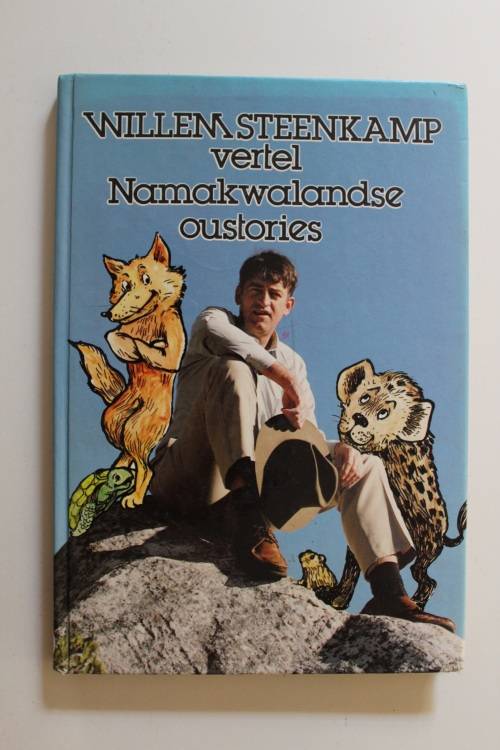 WILLEM STEENKAMP
vertel
Namakwalandse
oustories